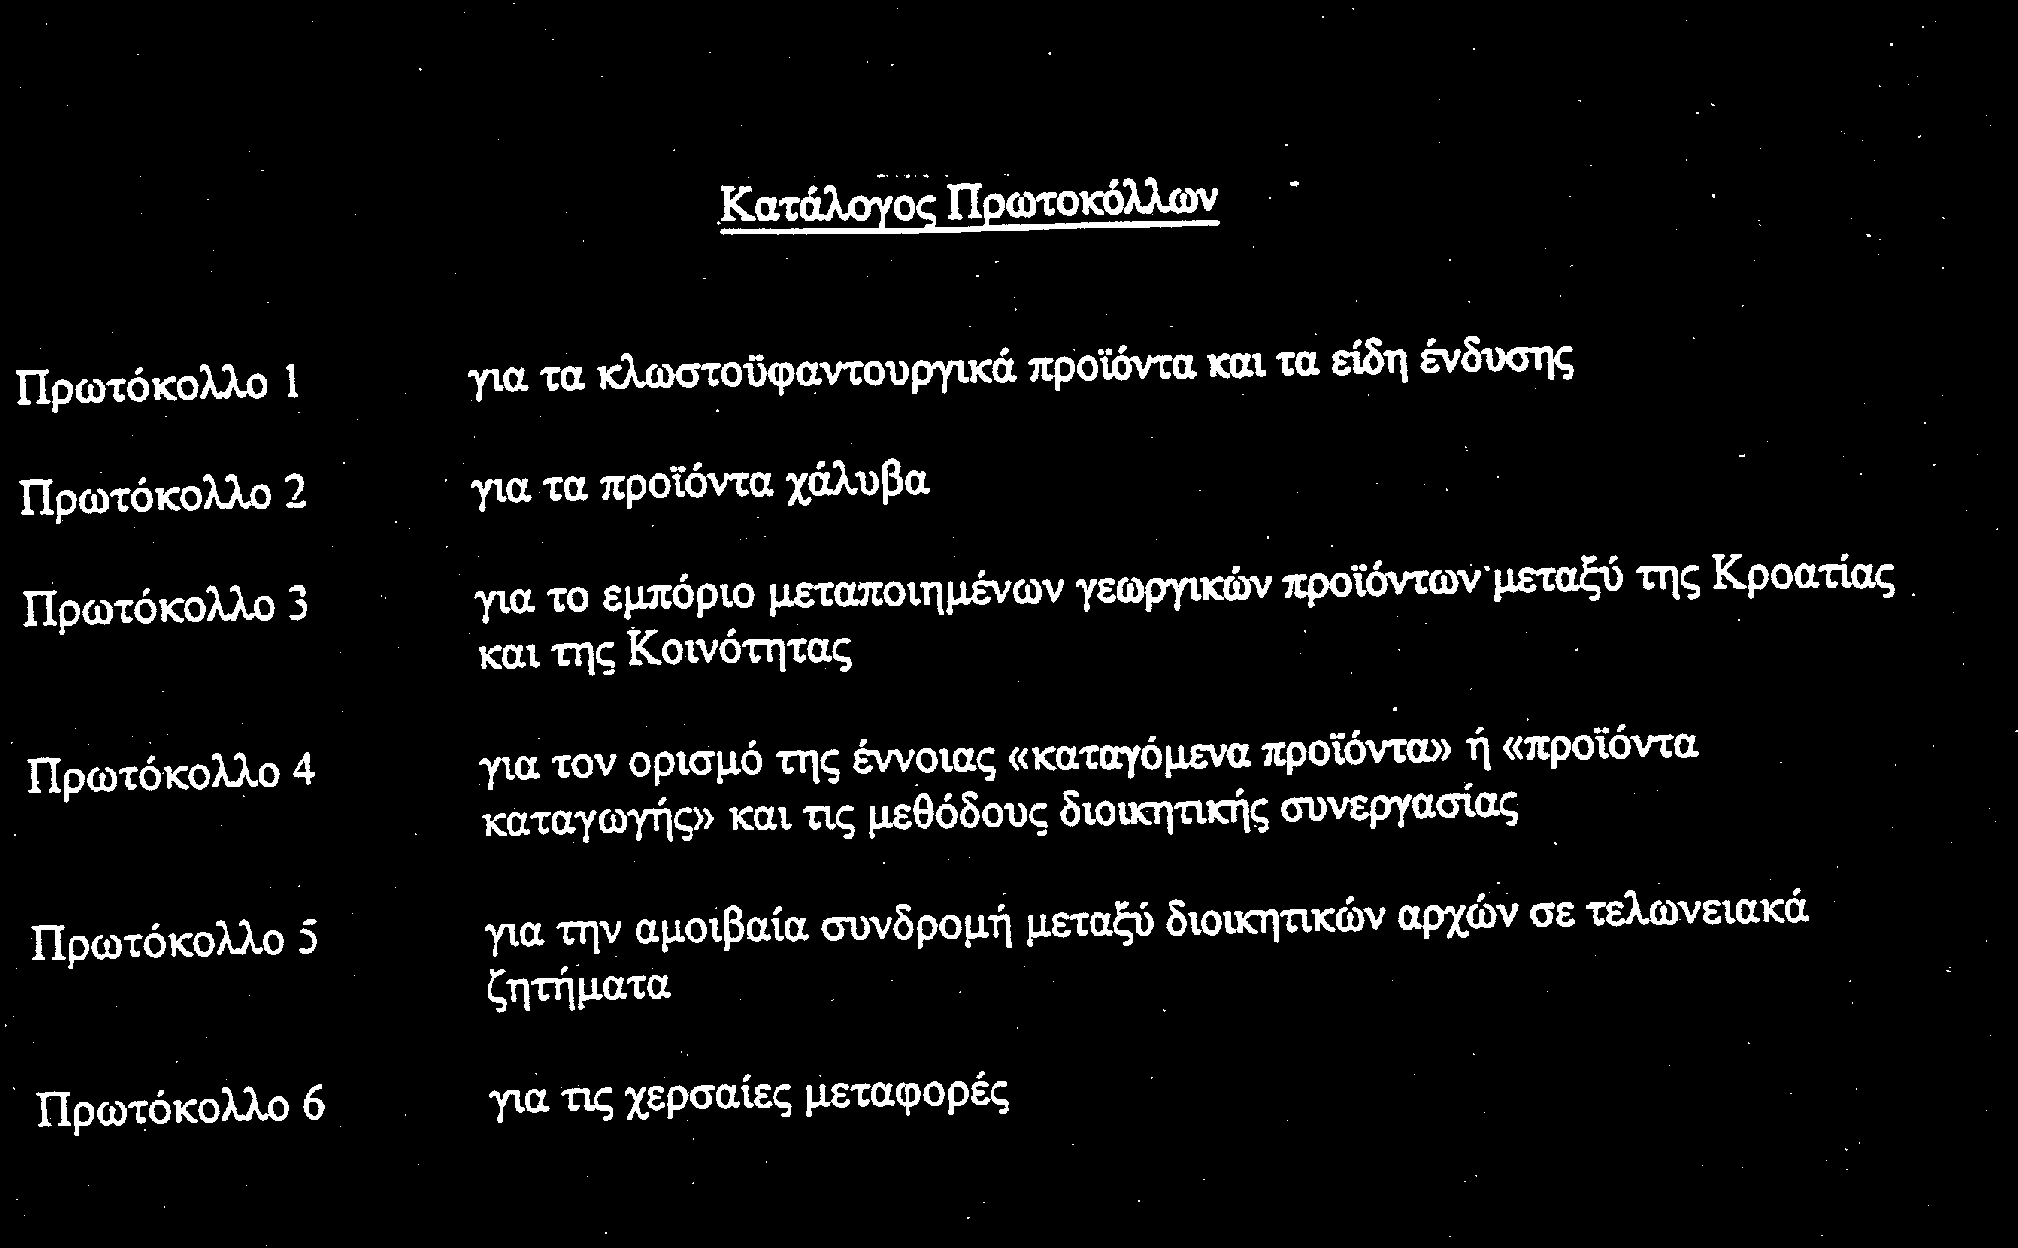 Κατάλογος Πρωτοκόλλων
Πρωτόκολλο 1 για τα κλωστοϋφαντουργικά προϊόντα και τα είδη ένδυσης
Πρωτόκολλο 2 για τα προϊόντα χάλυβα
Πρωτόκολλο 3 για το εμπόριο μεταποιημένων γεωργικών προϊόντων μεταξύ της Κροατίας
και της Κοινότητας
Πρωτόκολλο 4 για τον ορισμό της έννοιας «καταγόμενα προϊόντα» ή «προϊόντα
καταγωγής» και τις μεθόδους διοικητικής συνεργασίας
Πρωτόκολλο 5 για την αμοιβαία συνδρομή μεταξύ διοικητικών αρχών σε τελωνειακά
ζητήματα
Πρωτόκολλο 6 για τις χερσαίες μεταφορές